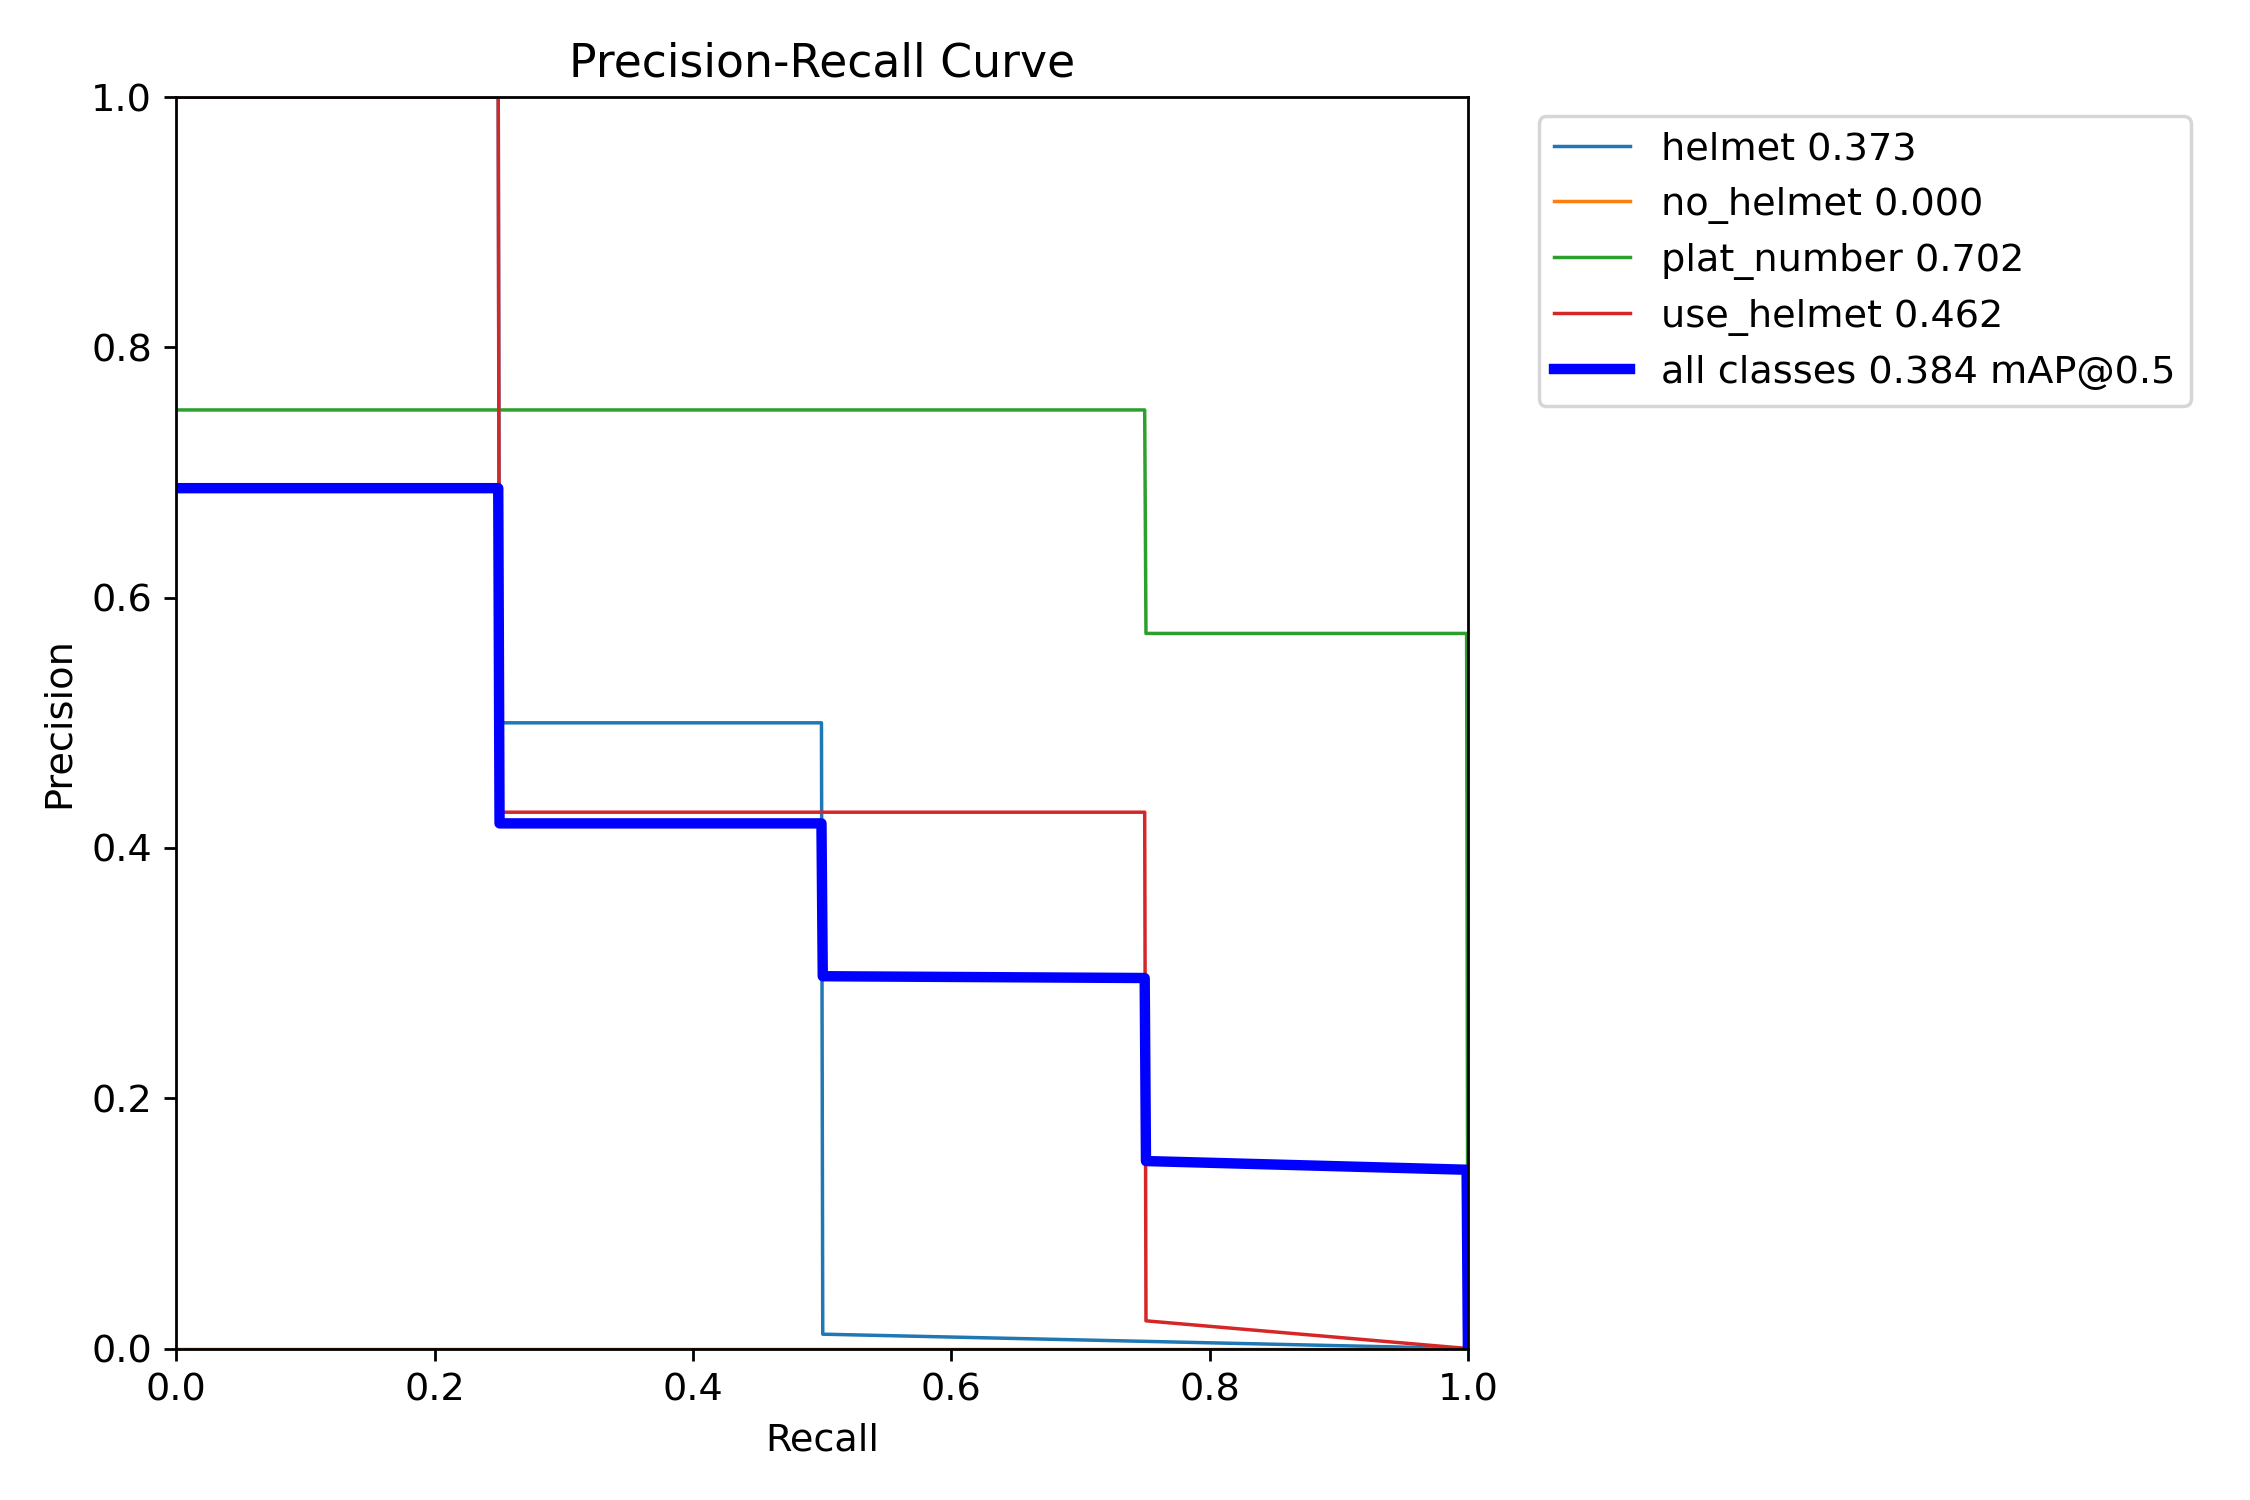 Precision-Recall Curve
1.0
0.8
0.6
0.4
0.2
0.0
Precision
0.0 0.2 0.4 0.6 0.8 1.0
Recall
helmet 0.373
no_helmet 0.000
plat_number 0.702
use_helmet 0.462
all classes 0.384 mAP@0.5